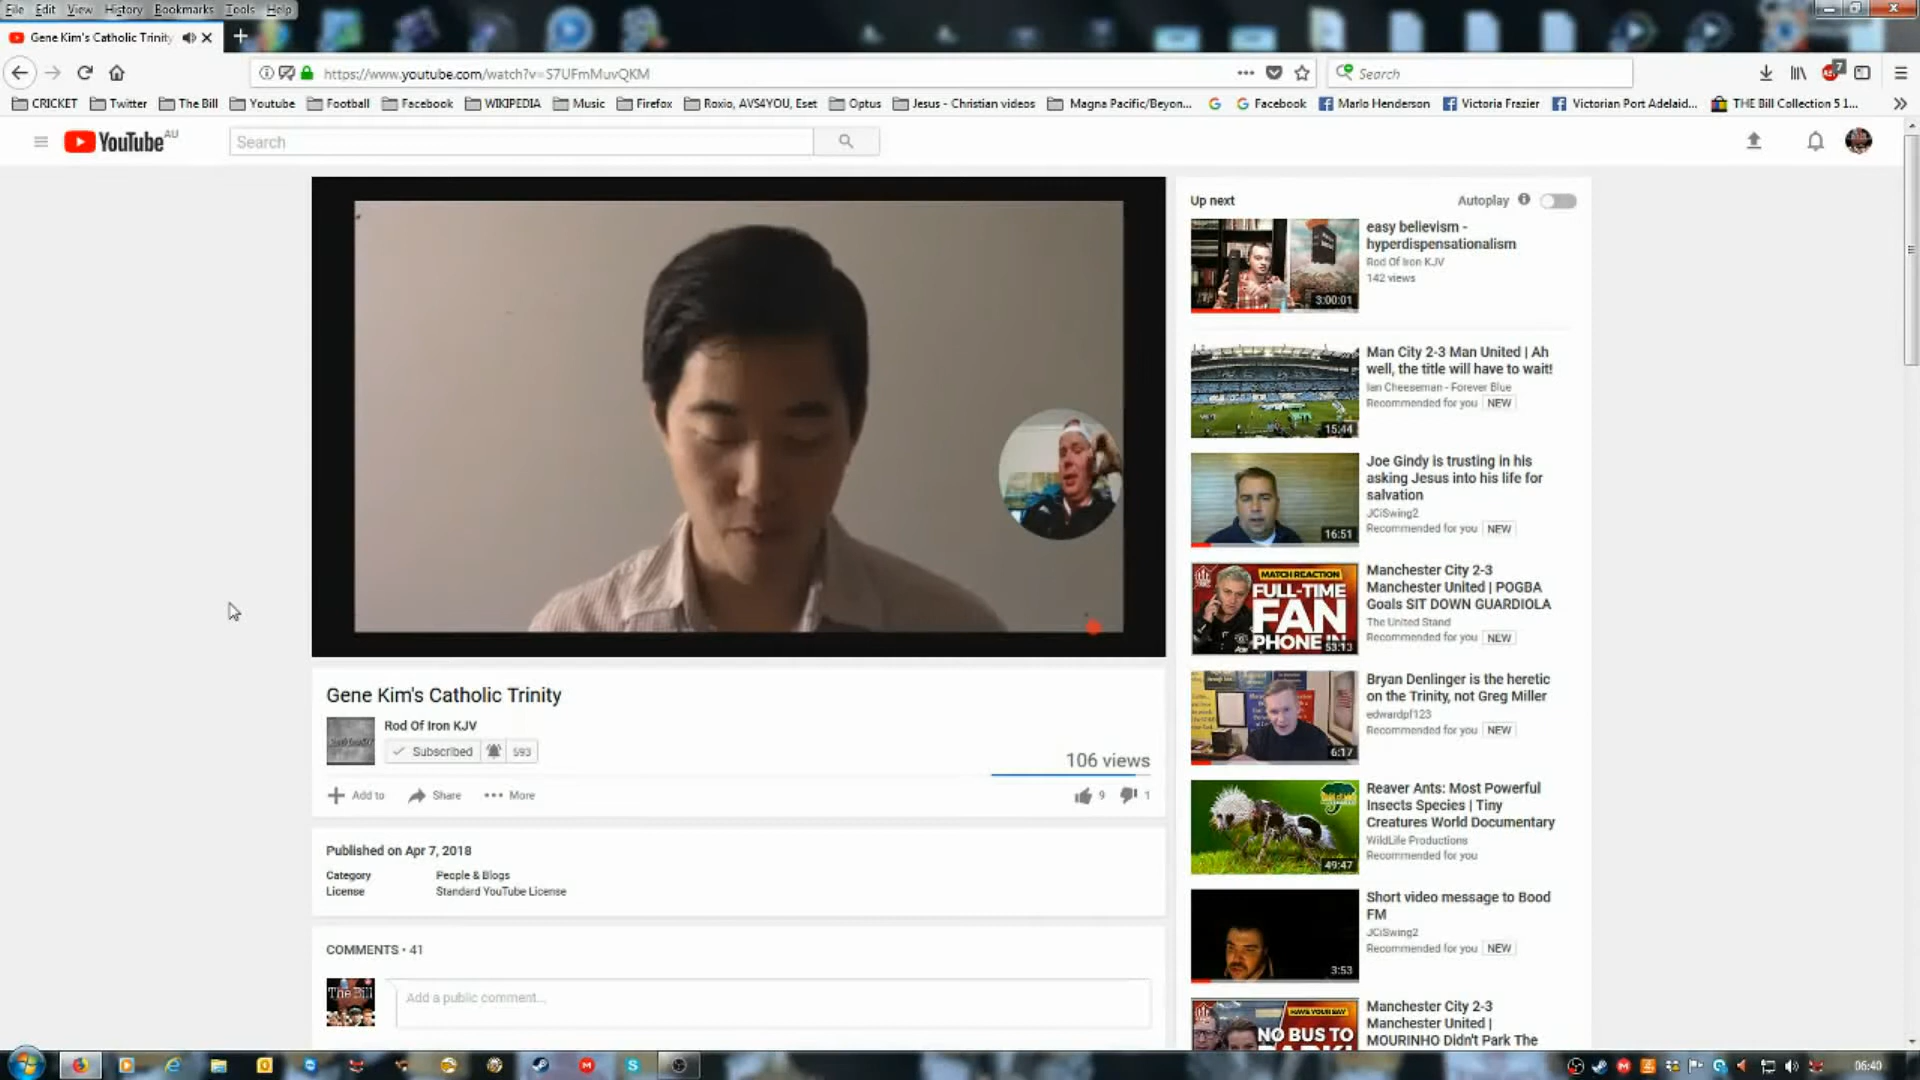 File Edit View History Bookmarks Tools Help
Gene Kim's Catholic Trinity
https://www.youtube.com/watch?v=S7UFmMuvQKM
Search
7
CRICKET Twitter The Bill Youtube Football Facebook WIKIPEDIA Music Firefox Roxio, AVS4YOU, Eset Optus Jesus - Christian videos Magna Pacific/Beyon... Facebook Marlo Henderson Victoria Frazier Victorian Port Adelaid... THE Bill Collection 5 1...
YouTube AU
Search
Up next
Autoplay
easy believism -
hyperdispensationalism
Rod Of Iron KJV
142 views
3:00:01
Man City 2-3 Man United | Ah
well, the title will have to wait!
Ian Cheeseman - Forever Blue
Recommended for you NEW
15:44
Joe Gindy is trusting in his
asking Jesus into his life for
salvation
JCiSwing2
Recommended for you NEW
16:51
Manchester City 2-3
Manchester United | POGBA
Goals SIT DOWN GUARDIOLA
The United Stand
Recommended for you NEW
MATCH REACTION
FULL-TIME
FAN
PHONE IN
53:13
Bryan Denlinger is the heretic
on the Trinity, not Greg Miller
edwardpf123
Recommended for you NEW
6:17
Reaver Ants: Most Powerful
Insects Species | Tiny
Creatures World Documentary
WildLife Productions
Recommended for you
49:47
Short video message to Bood
FM
JCiSwing2
Recommended for you NEW
3:53
Manchester City 2-3
Manchester United |
MOURINHO Didn't Park The
HAVE YOUR SAY
NO BUS TO
PARK!
Gene Kim's Catholic Trinity
Rod Of Iron KJV
Subscribed 593
106 views
Add to Share More
9 1
Published on Apr 7, 2018
Category People & Blogs
License Standard YouTube License
COMMENTS • 41
The Bill
Add a public comment...
06:40